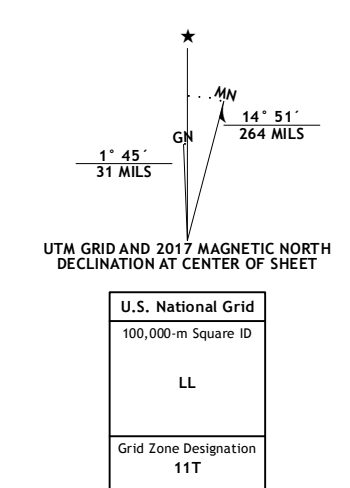 ★
MN
GN
14° 51´
264 MILS
1° 45´
31 MILS
UTM GRID AND 2017 MAGNETIC NORTH
DECLINATION AT CENTER OF SHEET
U.S. National Grid
100,000-m Square ID
LL
Grid Zone Designation
11T